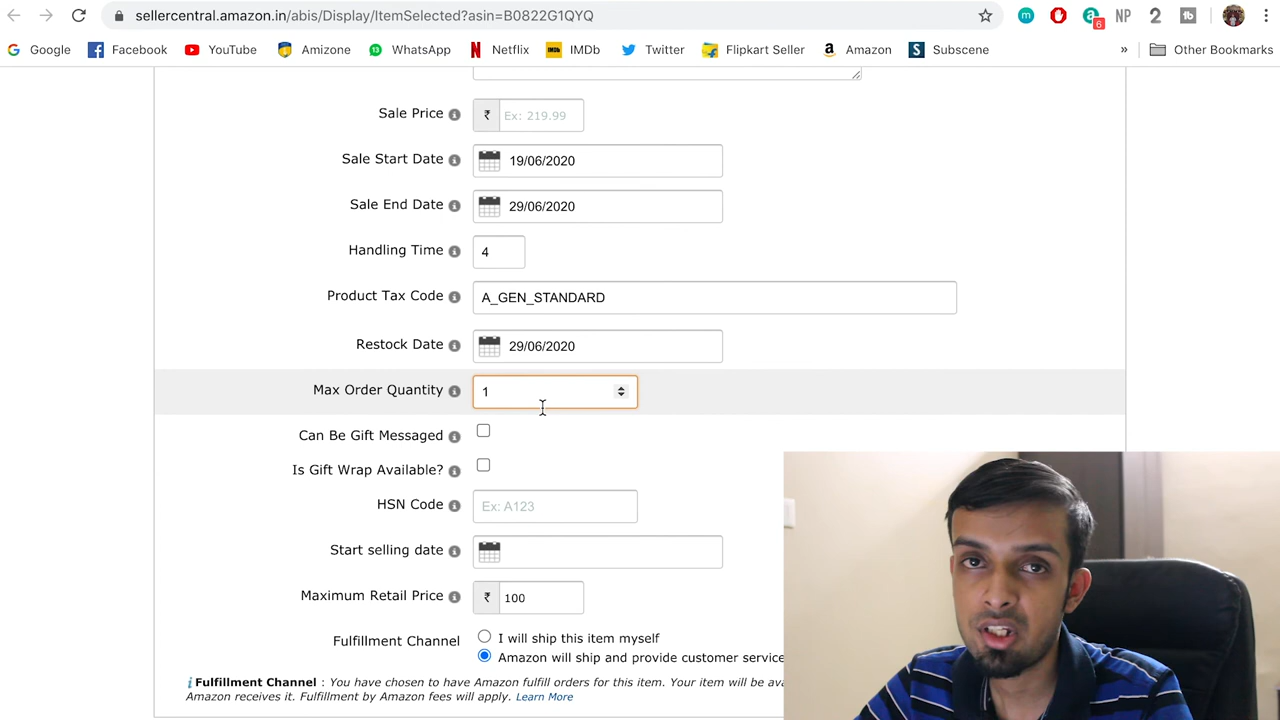 sellercentral.amazon.in/abis/Display/ItemSelected?asin=B0822G1QYQ
m a 6 NP 2 tb
G Google Facebook YouTube Amizone 13 WhatsApp N Netflix IMDb IMDb Twitter Flipkart Seller a Amazon S Subscene » Other Bookmarks
Sale Price i ₹ Ex: 219.99
Sale Start Date i 19/06/2020
Sale End Date i 29/06/2020
Handling Time i 4
Product Tax Code i A_GEN_STANDARD
Restock Date i 29/06/2020
Max Order Quantity i 1
Can Be Gift Messaged i
Is Gift Wrap Available? i
HSN Code i Ex: A123
Start selling date i
Maximum Retail Price i ₹ 100
Fulfillment Channel I will ship this item myself
Amazon will ship and provide customer service
i Fulfillment Channel : You have chosen to have Amazon fulfill orders for this item. Your item will be
Amazon receives it. Fulfillment by Amazon fees will apply. Learn More